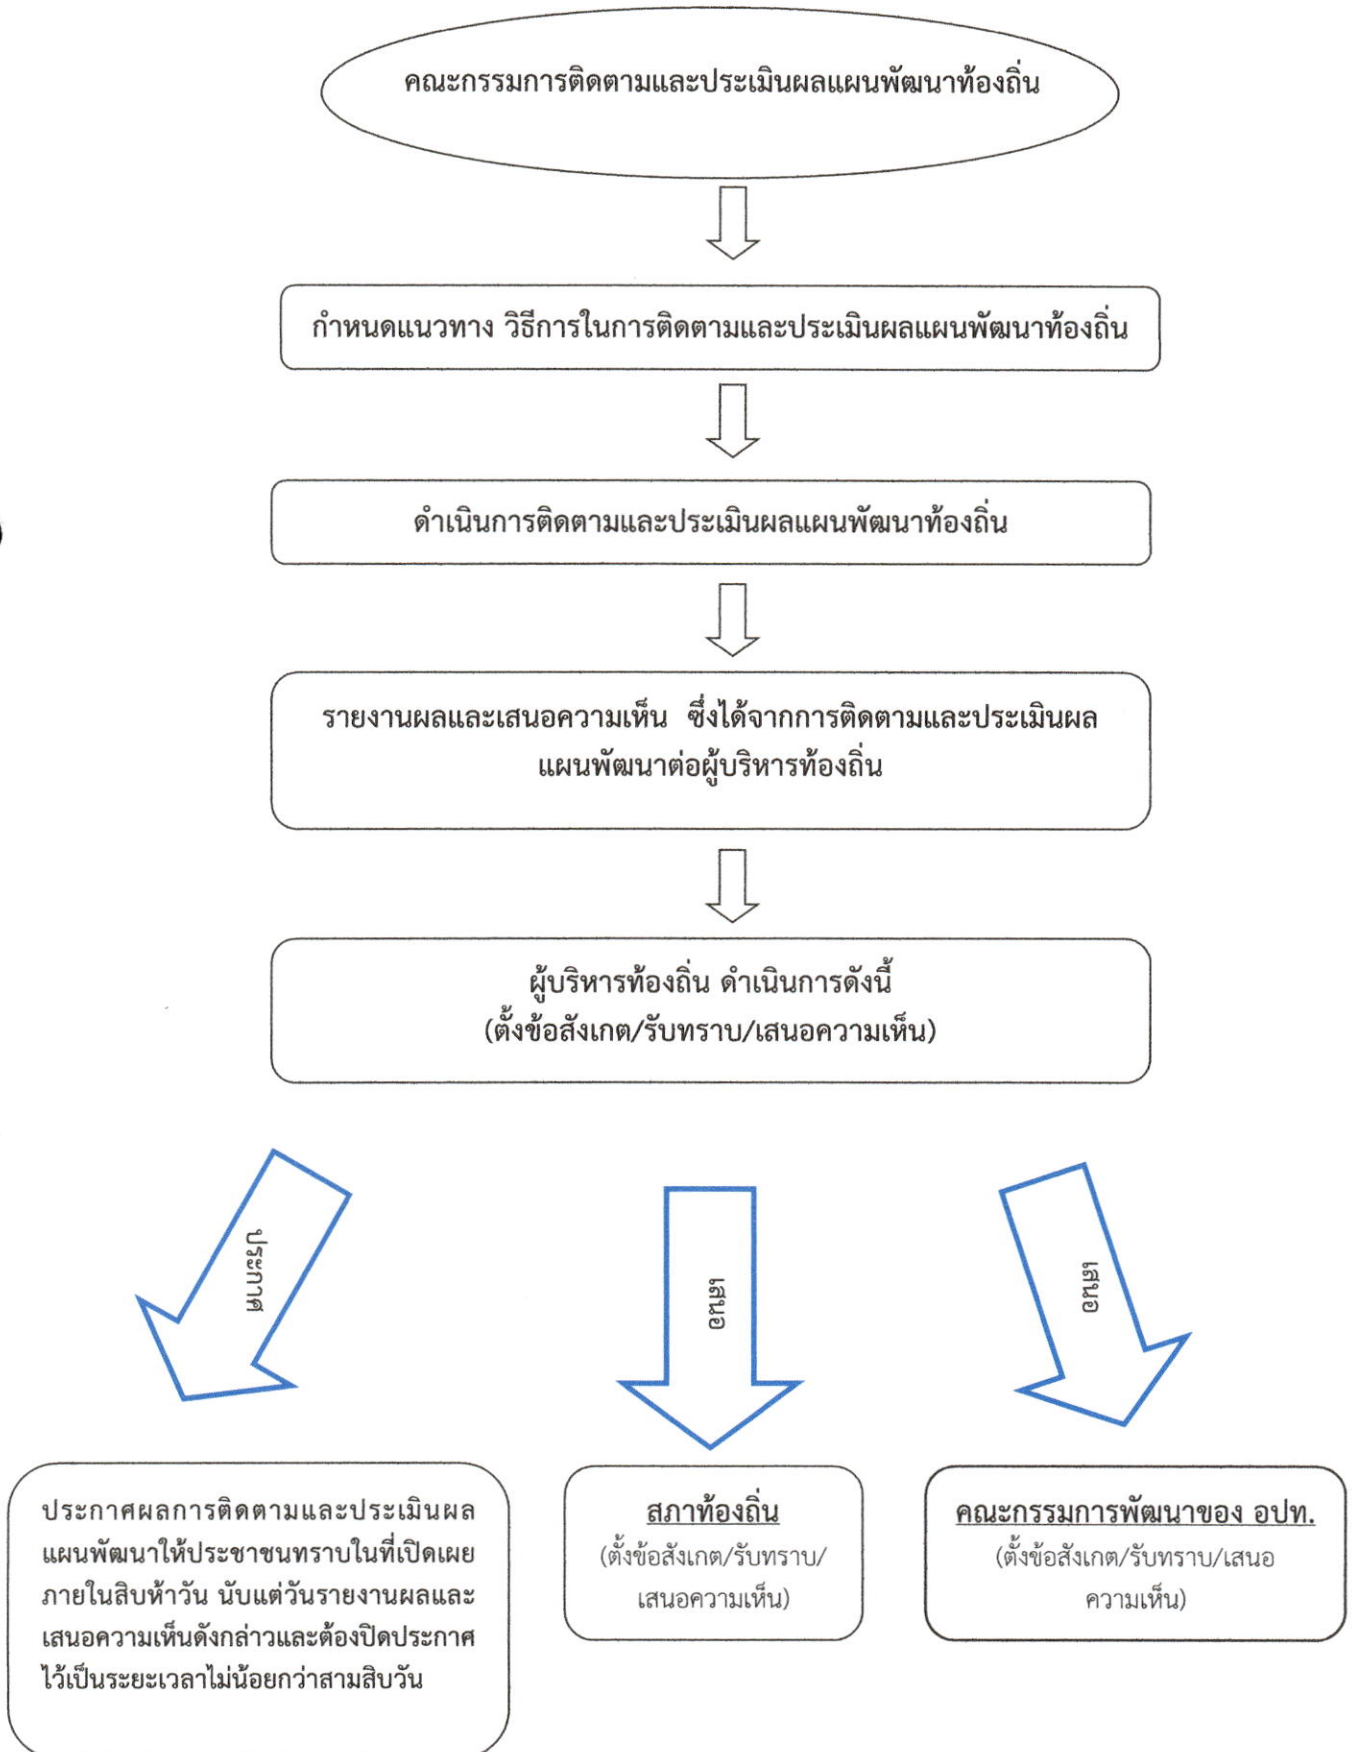 คณะกรรมการติดตามและประเมินผลแผนพัฒนาท้องถิ่น
กำหนดแนวทาง วิธีการในการติดตามและประเมินผลแผนพัฒนาท้องถิ่น
ดำเนินการติดตามและประเมินผลแผนพัฒนาท้องถิ่น
รายงานผลและเสนอความเห็น ซึ่งได้จากการติดตามและประเมินผล
แผนพัฒนาต่อผู้บริหารท้องถิ่น
ผู้บริหารท้องถิ่น ดำเนินการดังนี้
(ตั้งข้อสังเกต/รับทราบ/เสนอความเห็น)
ประกาศ
เสนอ
เสนอ
ประกาศผลการติดตามและประเมินผล
แผนพัฒนาให้ประชาชนทราบในที่เปิดเผย
ภายในสิบห้าวัน นับแต่วันรายงานผลและ
เสนอความเห็นดังกล่าวและต้องปิดประกาศ
ไว้เป็นระยะเวลาไม่น้อยกว่าสามสิบวัน
สภาท้องถิ่น
(ตั้งข้อสังเกต/รับทราบ/
เสนอความเห็น)
คณะกรรมการพัฒนาของ อปท.
(ตั้งข้อสังเกต/รับทราบ/เสนอ
ความเห็น)